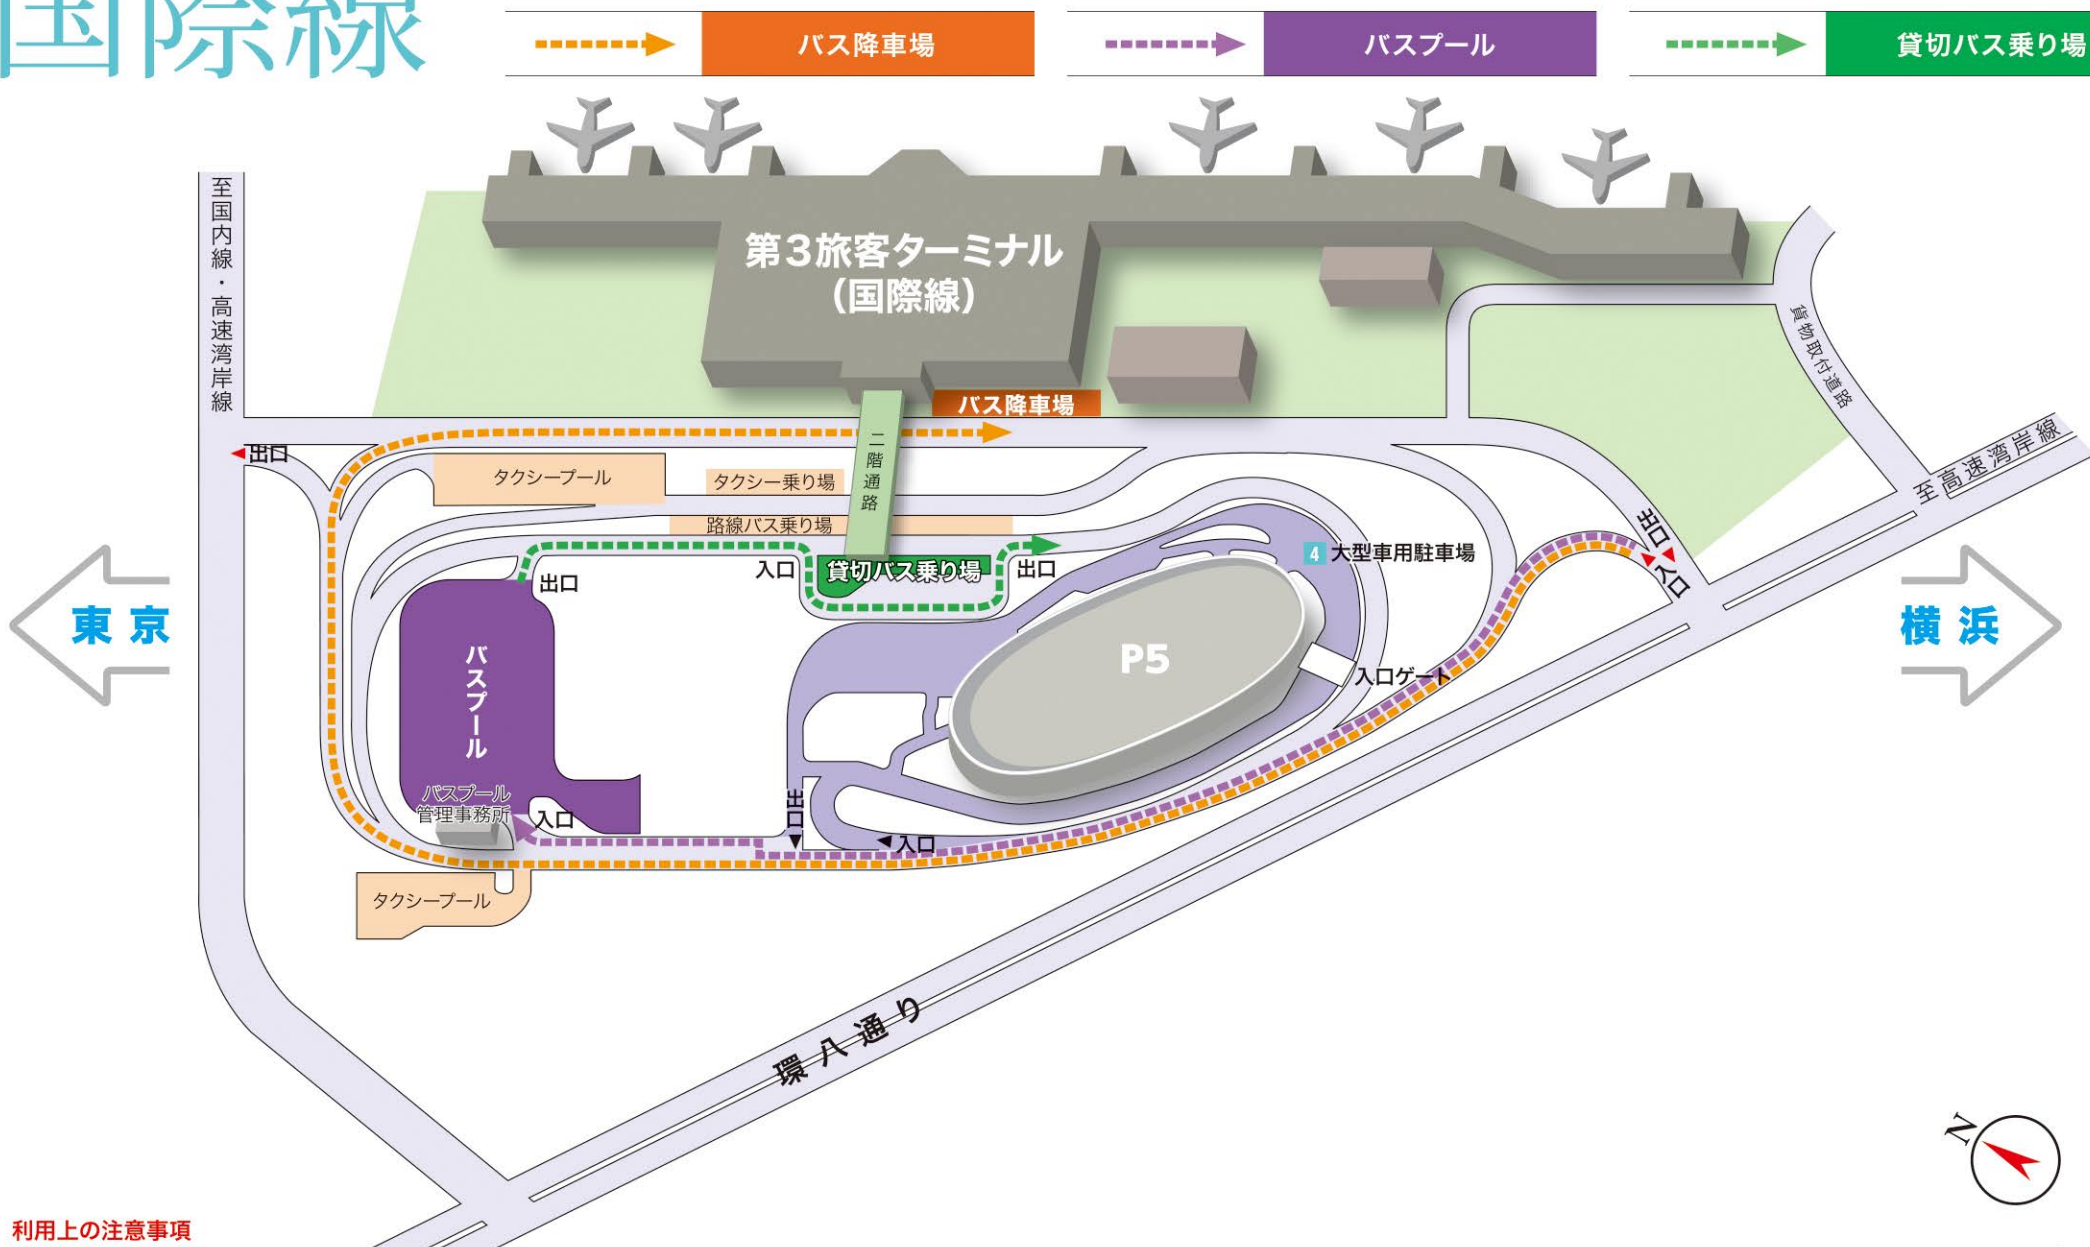 国際線
バス降車場
バスプール
貸切バス乗り場
至国内線・高速湾岸線
第3旅客ターミナル
(国際線)
貨物取付道路
バス降車場
至高速湾岸線
二階通路
出口
タクシープール
タクシー乗り場
路線バス乗り場
出口
入口
4 大型車用駐車場
入口
貸切バス乗り場
出口
出口
東京
横浜
バスプール
P5
入口ゲート
バスプール
管理事務所
入口
出口
入口
タクシープール
環八通り
N
利用上の注意事項